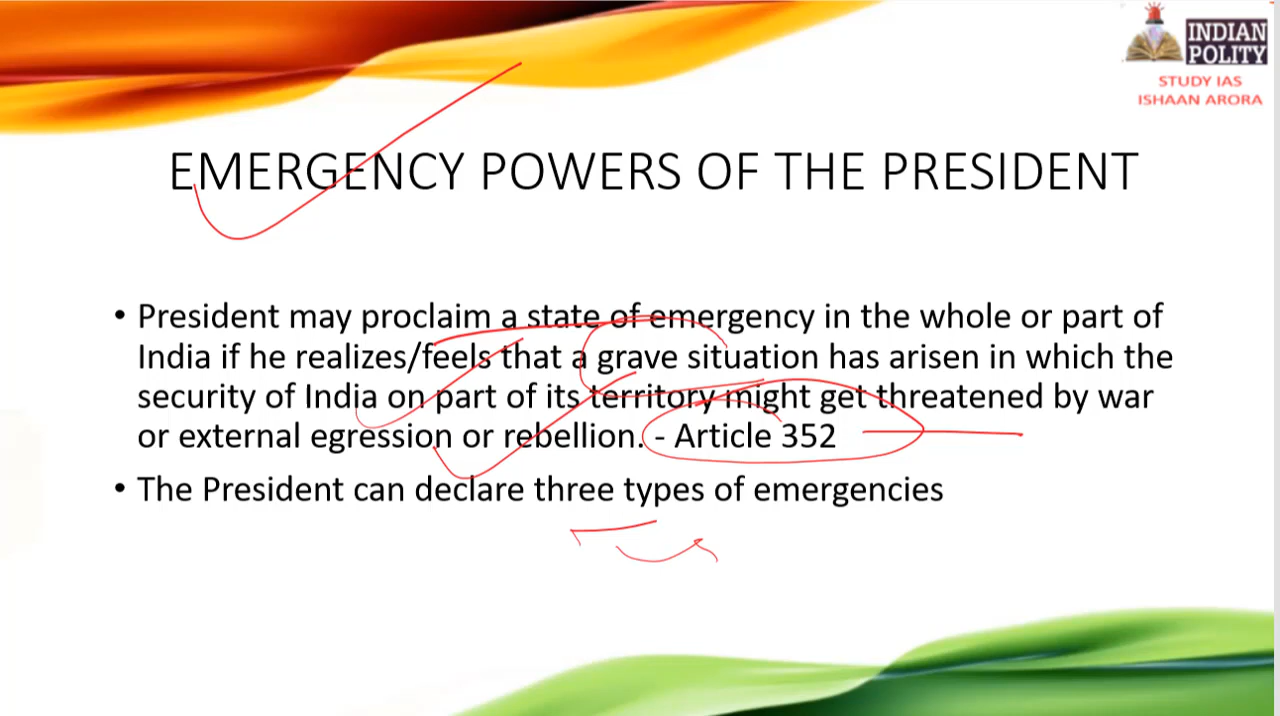 INDIAN
POLITY
STUDY IAS
ISHAAN ARORA
EMERGENCY POWERS OF THE PRESIDENT
• President may proclaim a state of emergency in the whole or part of
India if he realizes/feels that a grave situation has arisen in which the
security of India on part of its territory might get threatened by war
or external egression or rebellion. - Article 352
• The President can declare three types of emergencies